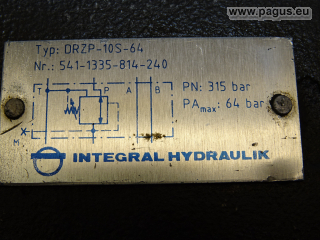 www.pagus.eu
Typ: DRZP-10S-64
Nr.: 541-1335-814-240
T P A B
X
M
PN: 315 bar
PAmax: 64 bar
INTEGRAL HYDRAULIK